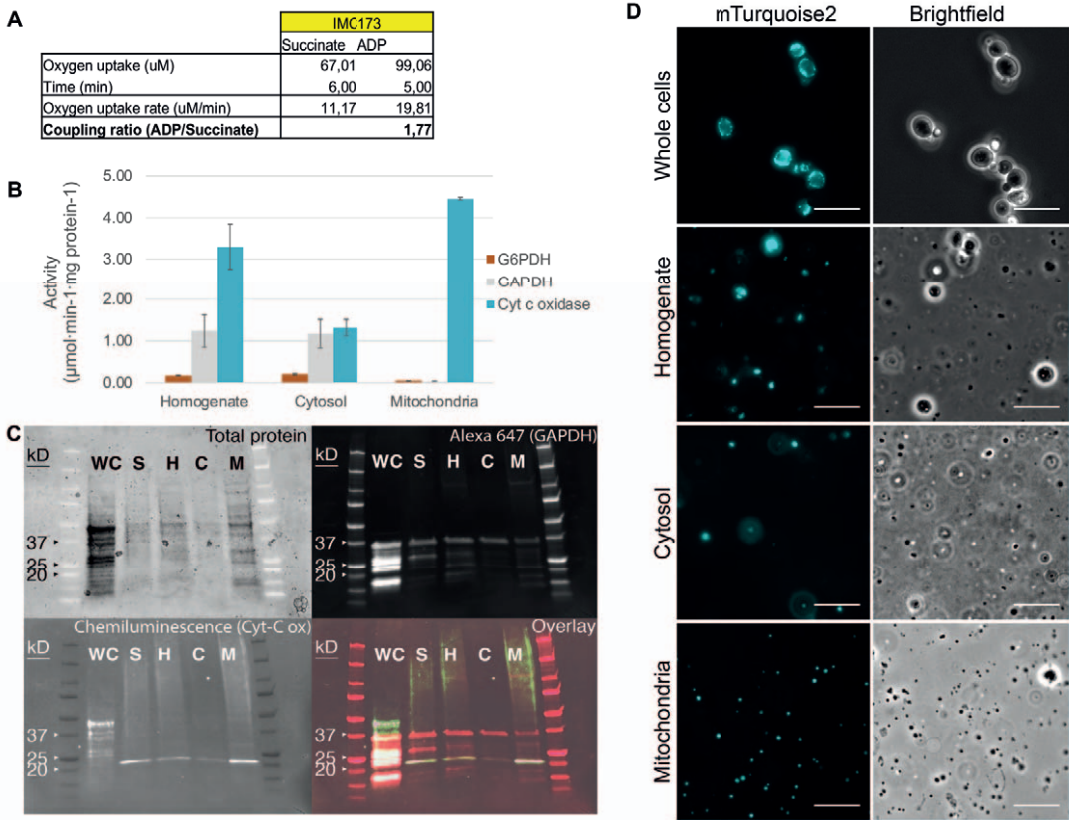 A
IMC173
Succinate ADP
Oxygen uptake (uM) 67,01 99,06
Time (min) 6,00 5,00
Oxygen uptake rate (uM/min) 11,17 19,81
Coupling ratio (ADP/Succinate) 1,77
B
Activity
(µmol·min-1·mg protein-1)
5.00
4.00
3.00
2.00
1.00
0.00
Homogenate Cytosol Mitochondria
G6PDH
GAPDH
Cyt c oxidase
C
Total protein
kD
WC S H C M
37
25
20
Alexa 647 (GAPDH)
kD
WC S H C M
37
25
20
Chemiluminescence (Cyt-C ox)
kD
WC S H C M
37
25
20
Overlay
kD
WC S H C M
37
25
20
D
mTurquoise2 Brightfield
Whole cells
Homogenate
Cytosol
Mitochondria